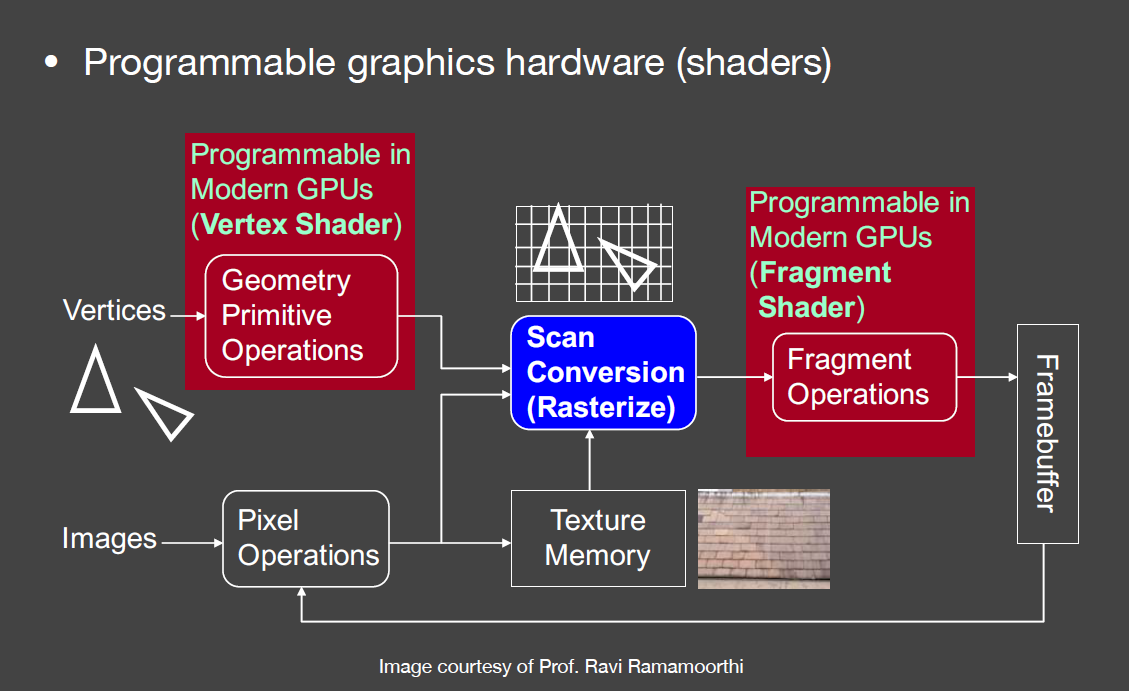 • Programmable graphics hardware (shaders)
Programmable in
Modern GPUs
(Vertex Shader)
Geometry
Primitive
Operations
Vertices
Scan
Conversion
(Rasterize)
Programmable in
Modern GPUs
(Fragment
Shader)
Fragment
Operations
Framebuffer
Images
Pixel
Operations
Texture
Memory
Image courtesy of Prof. Ravi Ramamoorthi